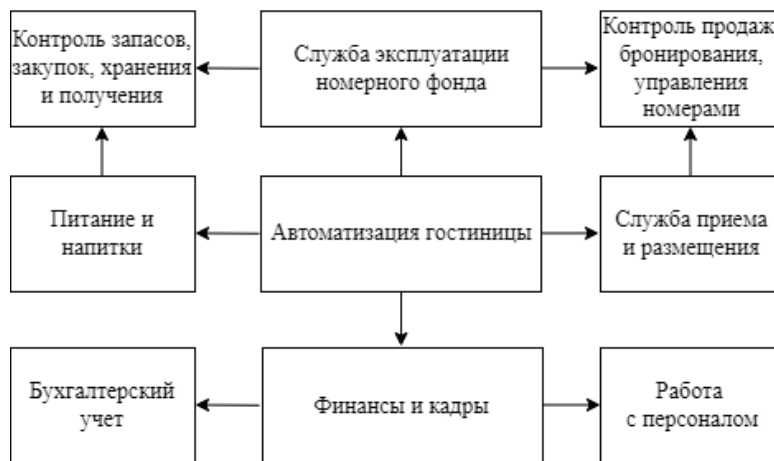 Контроль запасов,
закупок, хранения
и получения
Служба эксплуатации
номерного фонда
Контроль продаж
бронирования,
управления
номерами
Питание и
напитки
Автоматизация гостиницы
Служба приема
и размещения
Бухгалтерский
учет
Финансы и кадры
Работа
с персоналом